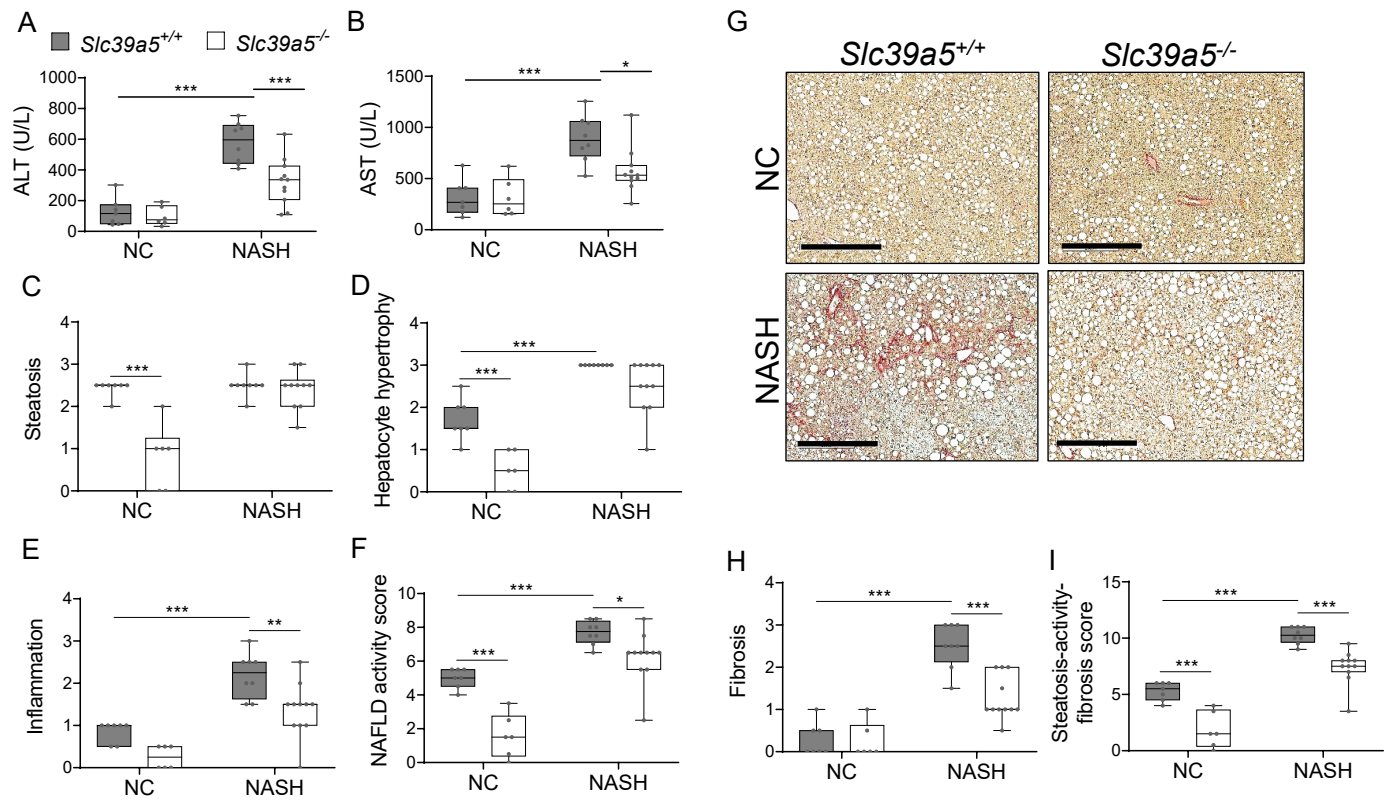 A
Slc39a5+/+
Slc39a5-/-
***
***
1000
800
600
400
200
0
ALT (U/L)
NC
NASH
B
***
*
1500
1000
500
0
AST (U/L)
NC
NASH
C
***
4
3
2
1
0
Steatosis
NC
NASH
D
***
***
4
3
2
1
0
Hepatocyte hypertrophy
NC
NASH
E
***
**
4
3
2
1
0
Inflammation
NC
NASH
F
***
***
*
10
8
6
4
2
0
NAFLD activity score
NC
NASH
G
Slc39a5+/+
Slc39a5-/-
NC
NASH
H
***
***
4
3
2
1
0
Fibrosis
NC
NASH
I
***
***
***
15
10
5
0
Steatosis-activity-
fibrosis score
NC
NASH